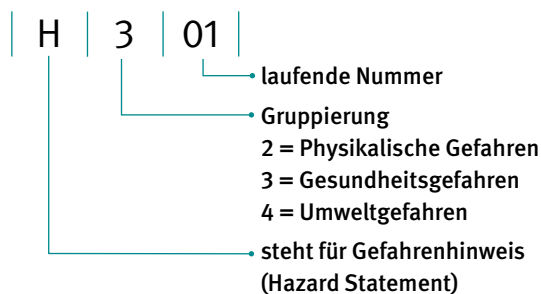 H 3 01
laufende Nummer
Gruppierung
2 = Physikalische Gefahren
3 = Gesundheitsgefahren
4 = Umweltgefahren
steht für Gefahrenhinweis
(Hazard Statement)